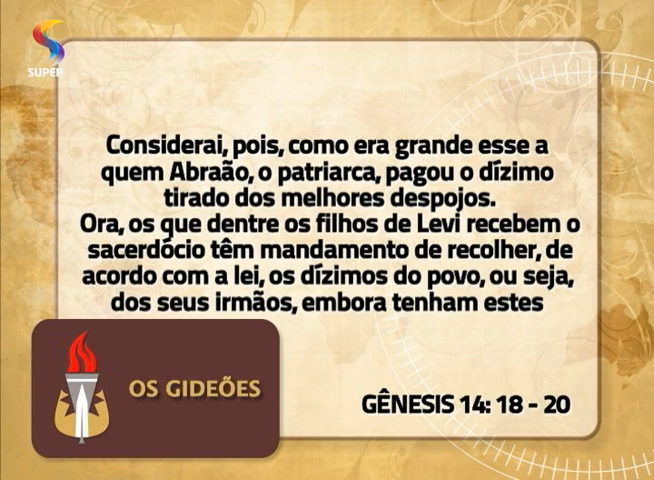 SUPER
Considerai, pois, como era grande esse a
quem Abraão, o patriarca, pagou o dízimo
tirado dos melhores despojos.
Ora, os que dentre os filhos de Levi recebem o
sacerdócio têm mandamento de recolher, de
acordo com a lei, os dízimos do povo, ou seja,
dos seus irmãos, embora tenham estes
OS GIDEÕES
GÊNESIS 14: 18 - 20